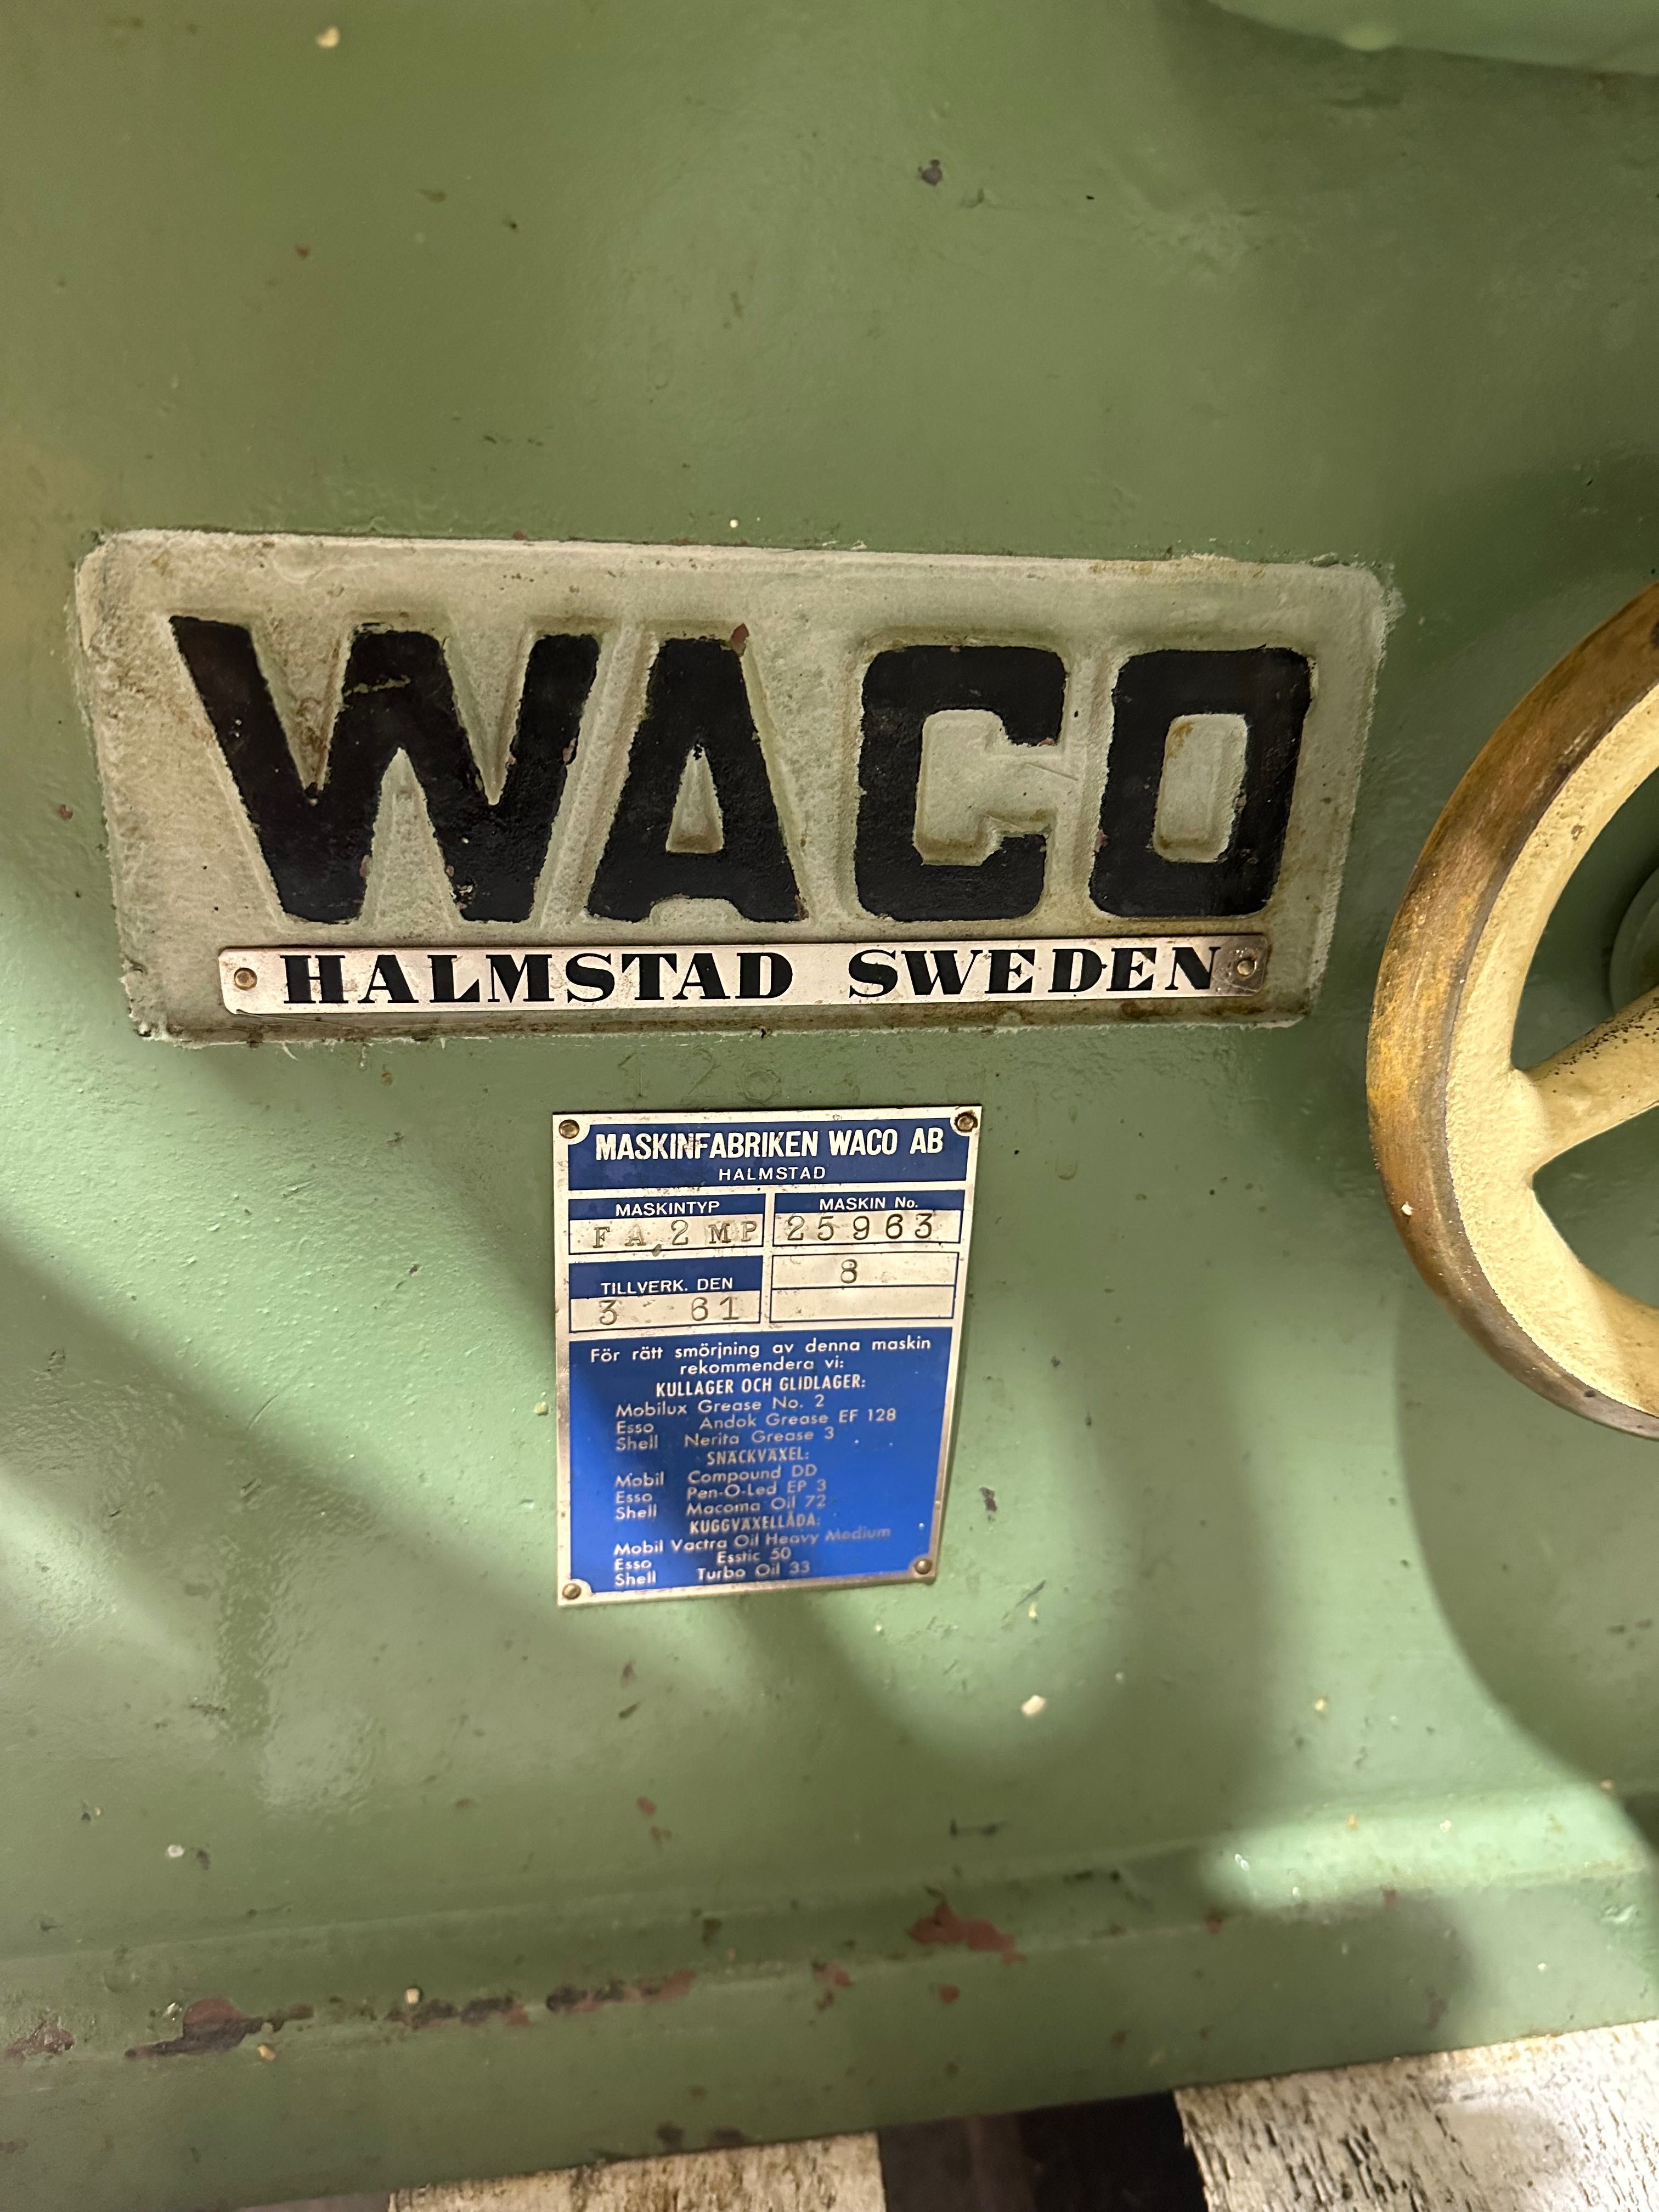 WACO
HALMSTAD SWEDEN
MASKINFABRIKEN WACO AB
HALMSTAD
MASKINTYP MASKIN No.
FA,2 MP 25963
8
TILLVERK. DEN
3 61
För rätt smörjning av denna maskin
rekommendera vi:
KULLAGER OCH GLIDLAGER:
Mobilux Grease No. 2
Esso Andok Grease EF 128
Shell Nerita Grease 3
SNÄCKVÄXEL:
Mobil Compound DD
Esso Pen-O-Led EP 3
Shell Macoma Oil 72
KUGGVÄXELLÅDA:
Mobil Vactra Oil Heavy Medium
Esso Esstic 50
Shell Turbo Oil 33